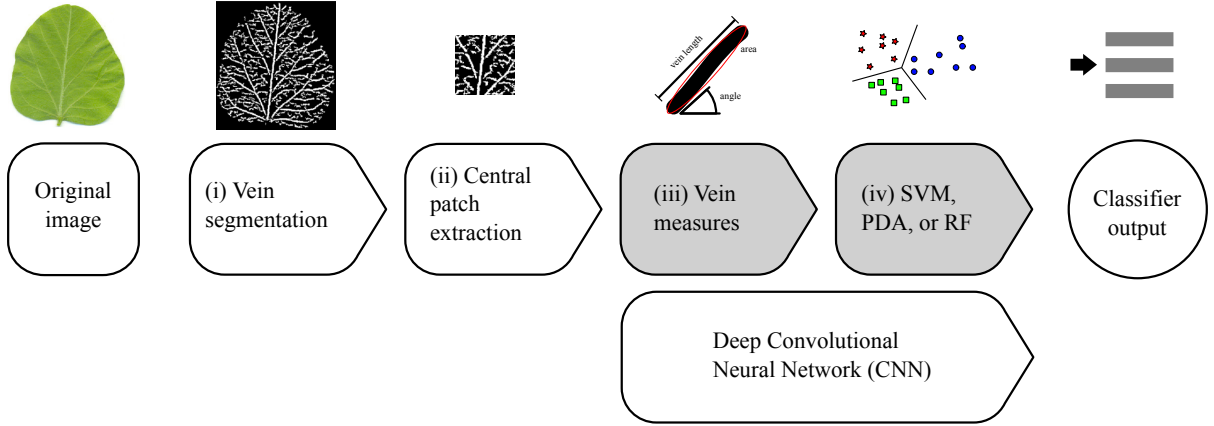 vein length
area
angle
Original
image
(i) Vein
segmentation
(ii) Central
patch
extraction
(iii) Vein
measures
(iv) SVM,
PDA, or RF
Classifier
output
Deep Convolutional
Neural Network (CNN)